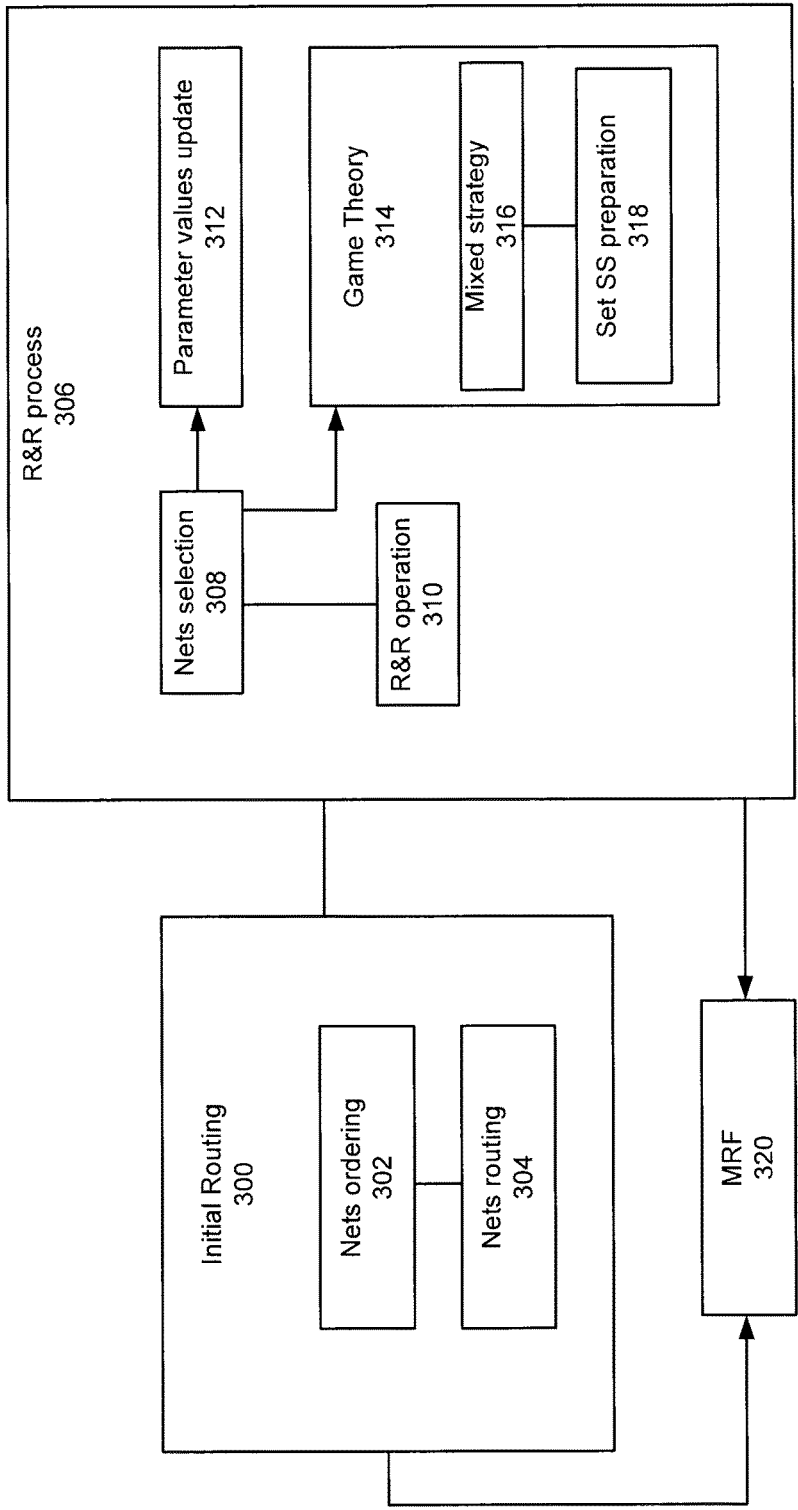 Initial Routing
300
Nets ordering
302
Nets routing
304
MRF
320
R&R process
306
Nets selection
308
R&R operation
310
Parameter values update
312
Game Theory
314
Mixed strategy
316
Set SS preparation
318